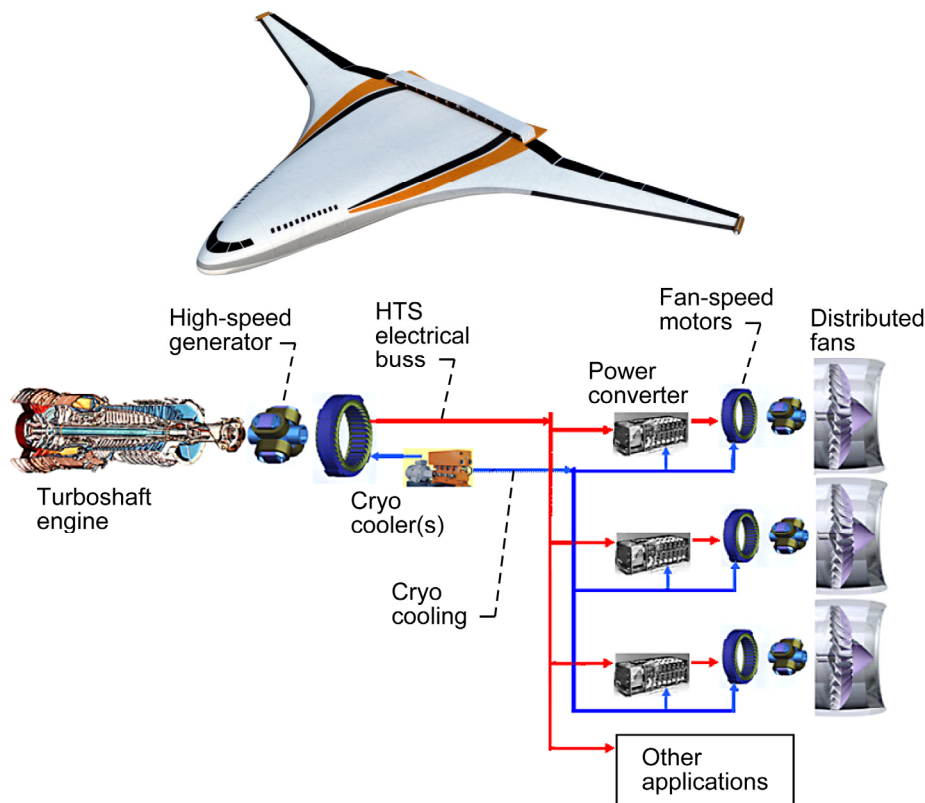 High-speed
generator
HTS
electrical
buss
Fan-speed
motors
Distributed
fans
Power
converter
Turboshaft
engine
Cryo
cooler(s)
Cryo
cooling
Other
applications